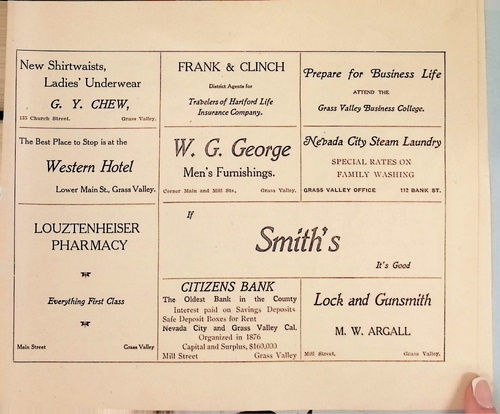 New Shirtwaists,
Ladies' Underwear
G. Y. CHEW,
135 Church Street. Grass Valley.
FRANK & CLINCH
District Agents for
Travelers of Hartford Life
Insurance Company.
Prepare for Business Life
ATTEND THE
Grass Valley Business College.
The Best Place to Stop is at the
Western Hotel
Lower Main St., Grass Valley.
W. G. George
Men's Furnishings.
Corner Main and Mill Sts., Grass Valley.
Nevada City Steam Laundry
SPECIAL RATES ON
FAMILY WASHING
GRASS VALLEY OFFICE 112 BANK ST.
LOUZTENHEISER
PHARMACY
Everything First Class
Main Street Grass Valley
If
Smith's
It's Good
CITIZENS BANK
The Oldest Bank in the County
Interest paid on Savings Deposits
Safe Deposit Boxes for Rent
Nevada City and Grass Valley Cal.
Organized in 1876
Capital and Surplus, $160,000
Mill Street Grass Valley
Lock and Gunsmith
M. W. ARGALL
Mill Street, Grass Valley.